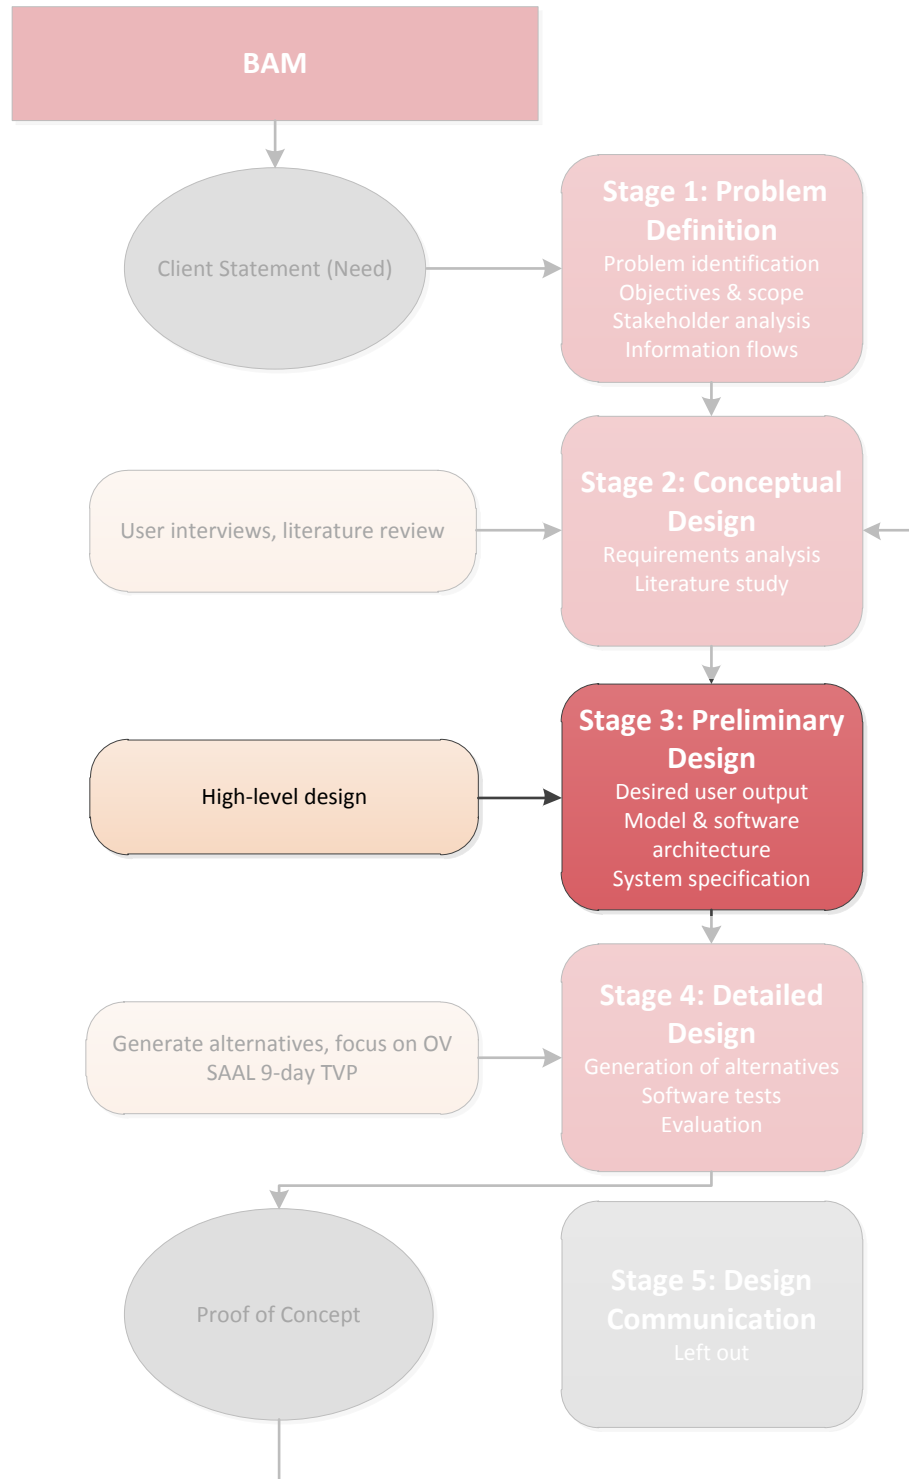 BAM
Client Statement (Need)
Stage 1: Problem
Definition
Problem identification
Objectives & scope
Stakeholder analysis
Information flows
User interviews, literature review
Stage 2: Conceptual
Design
Requirements analysis
Literature study
High-level design
Stage 3: Preliminary
Design
Desired user output
Model & software
architecture
System specification
Generate alternatives, focus on OV
SAAL 9-day TVP
Stage 4: Detailed
Design
Generation of alternatives
Software tests
Evaluation
Proof of Concept
Stage 5: Design
Communication
Left out